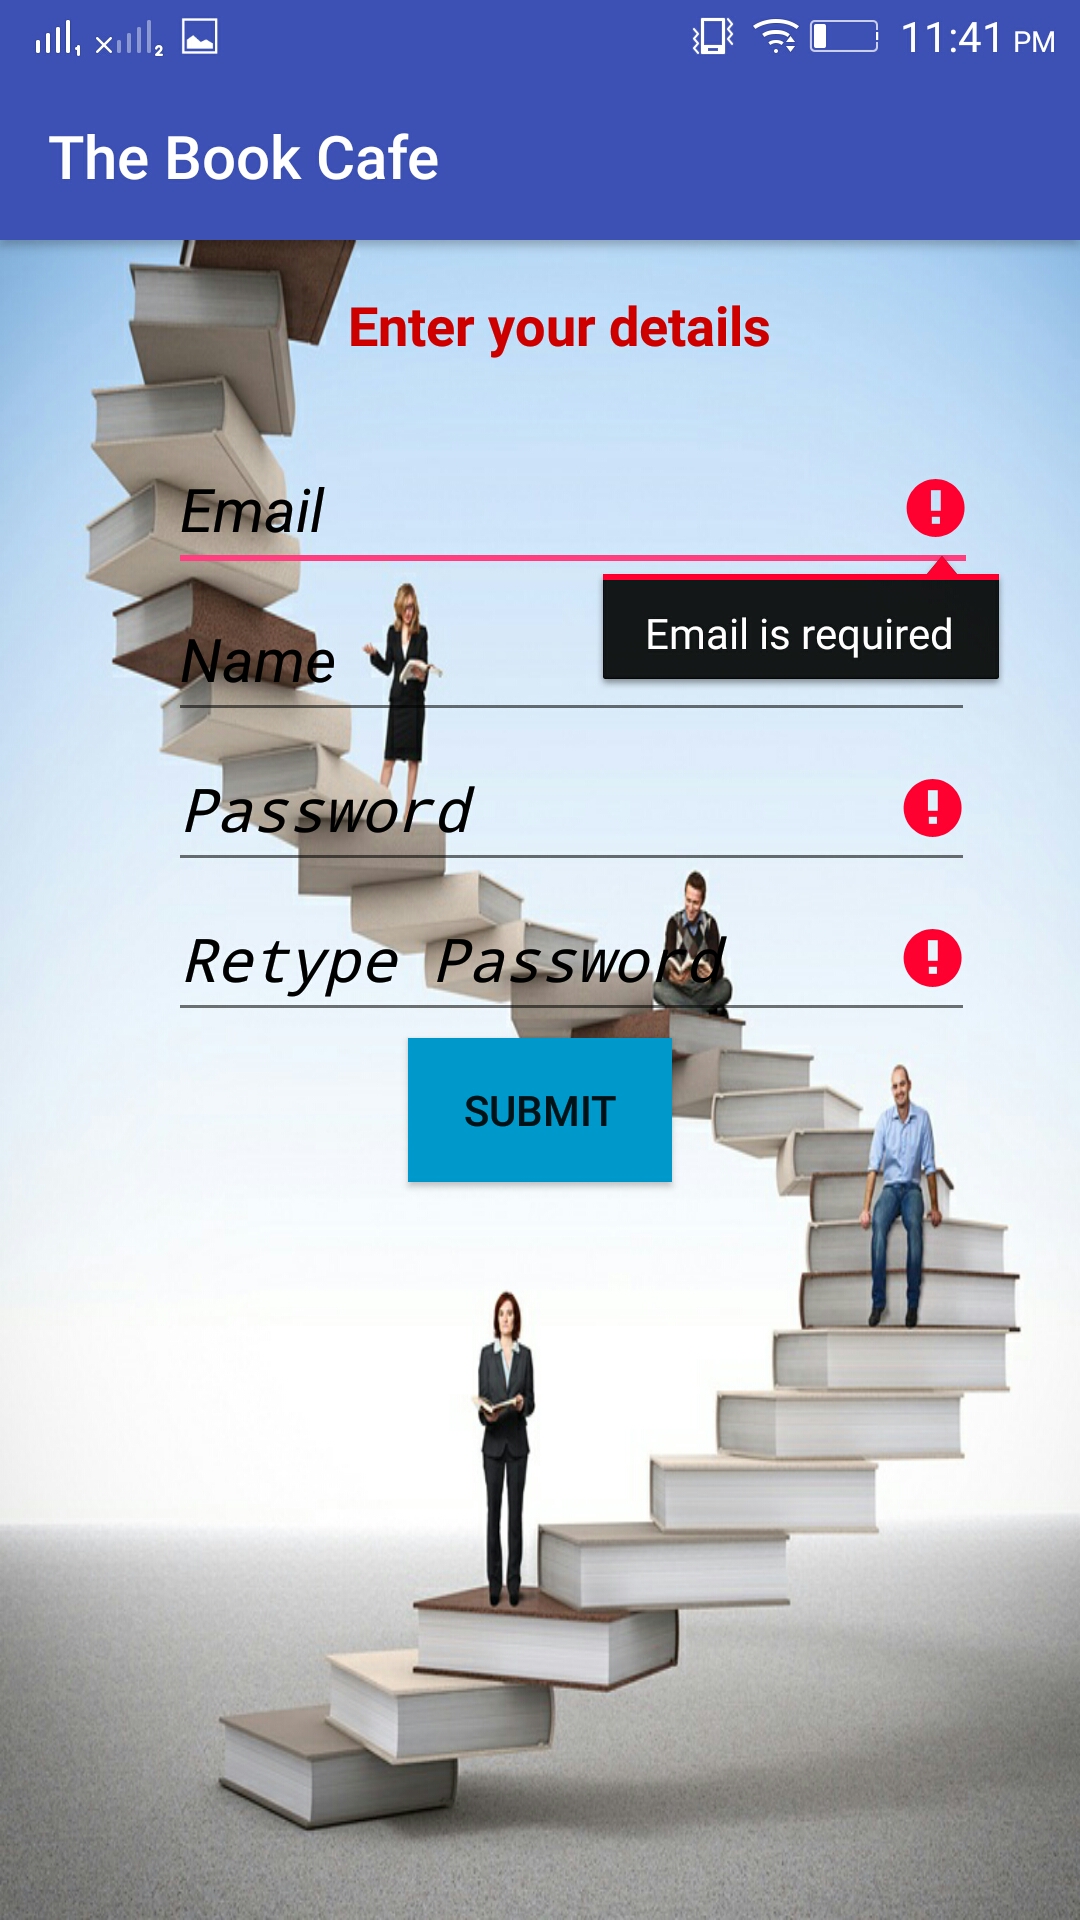 11:41 PM
The Book Cafe
Enter your details
Email
Email is required
Name
Password
Retype Password
SUBMIT